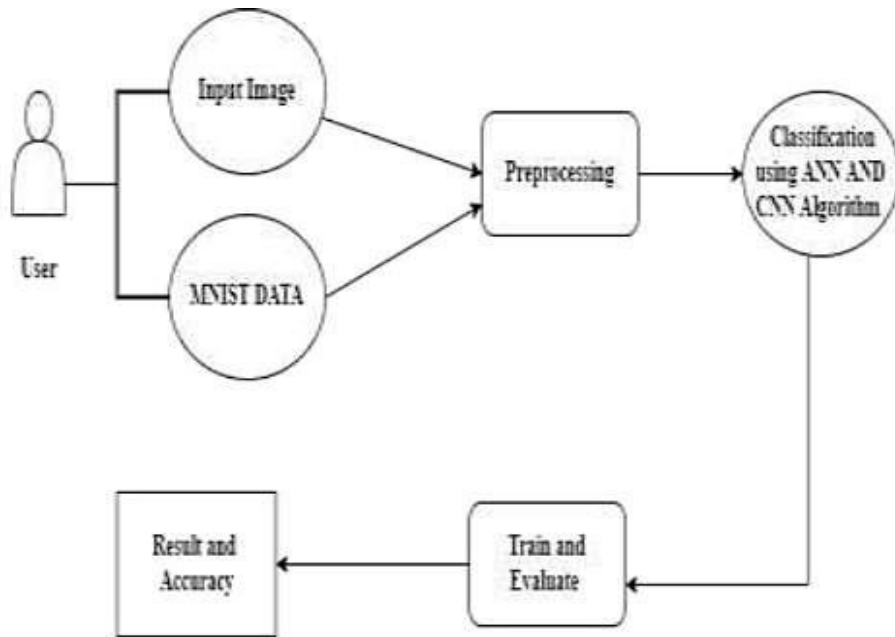 Input Image
User
MNIST DATA
Preprocessing
Classification
using ANN AND
CNN Algorithm
Train and
Evaluate
Result and
Accuracy